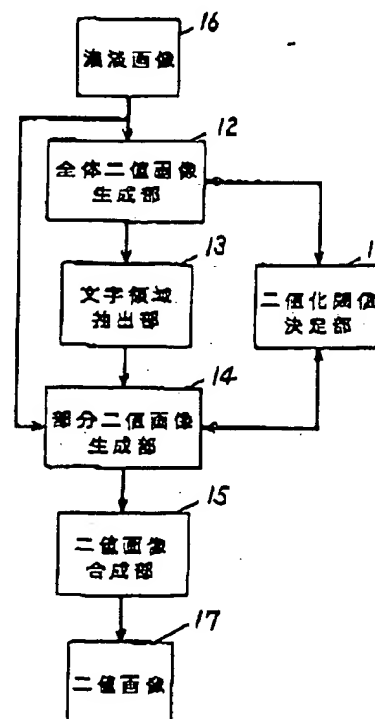 16
濃淡画像
12
全体二値画像
生成部
13
文字領域
抽出部
1
二値化閾値
決定部
14
部分二値画像
生成部
15
二値画像
合成部
17
二値画像